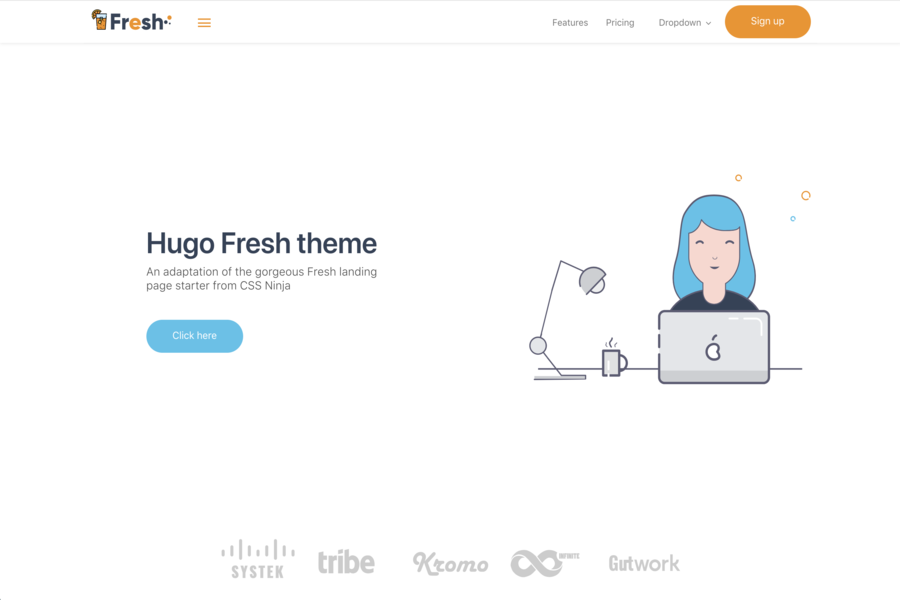 Fresh
Features
Pricing
Dropdown
Sign up
Hugo Fresh theme
An adaptation of the gorgeous Fresh landing
page starter from CSS Ninja
Click here
SYSTEK
tribe
Kromo
INFINITE
Gutwork